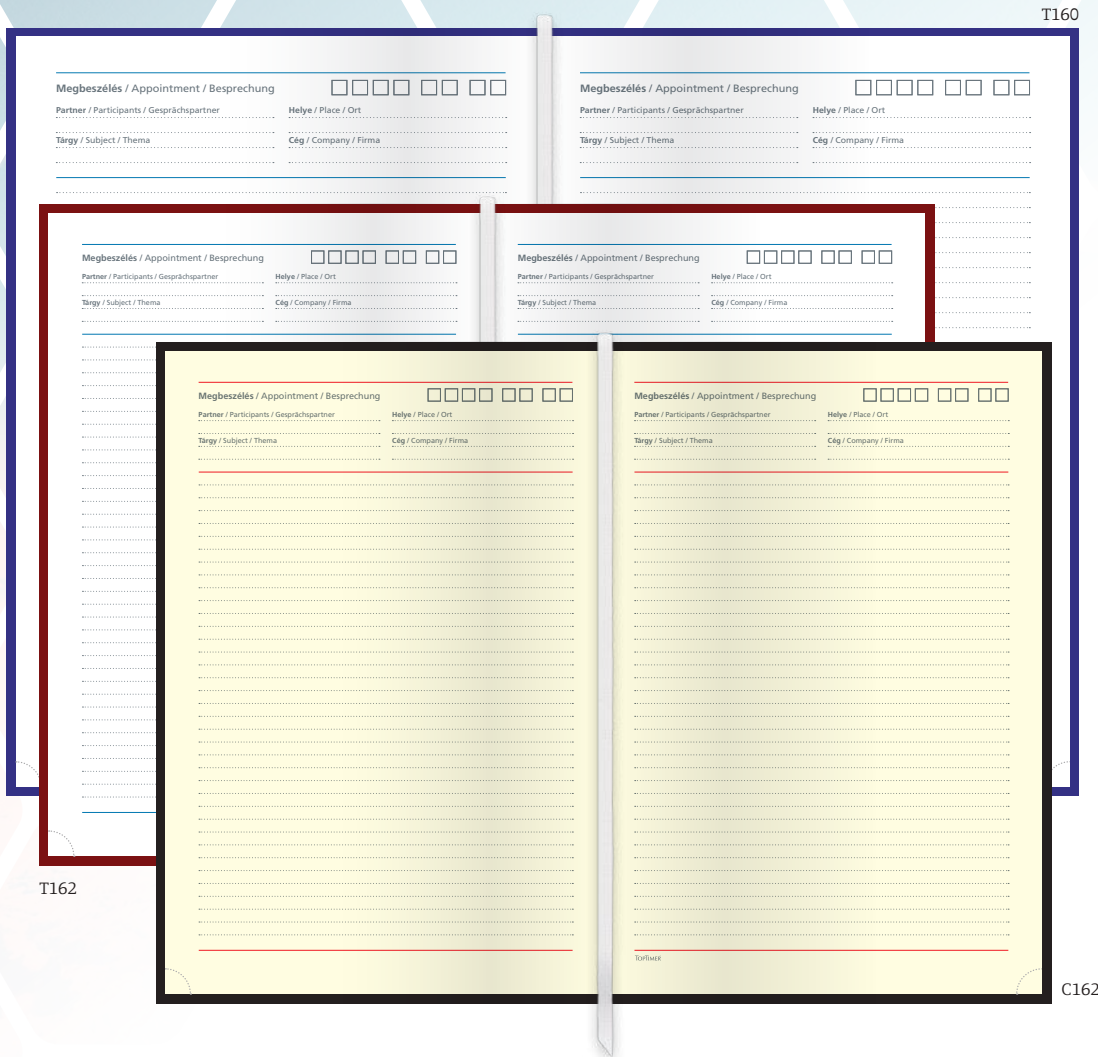 T160
Megbeszélés / Appointment / Besprechung
Partner / Participants / Gesprächspartner Helye / Place / Ort
Tárgy / Subject / Thema Cég / Company / Firma
Megbeszélés / Appointment / Besprechung
Partner / Participants / Gesprächspartner Helye / Place / Ort
Tárgy / Subject / Thema Cég / Company / Firma
Megbeszélés / Appointment / Besprechung
Partner / Participants / Gesprächspartner Helye / Place / Ort
Tárgy / Subject / Thema Cég / Company / Firma
Megbeszélés / Appointment / Besprechung
Partner / Participants / Gesprächspartner Helye / Place / Ort
Tárgy / Subject / Thema Cég / Company / Firma
T162
Megbeszélés / Appointment / Besprechung
Partner / Participants / Gesprächspartner Helye / Place / Ort
Tárgy / Subject / Thema Cég / Company / Firma
Megbeszélés / Appointment / Besprechung
Partner / Participants / Gesprächspartner Helye / Place / Ort
Tárgy / Subject / Thema Cég / Company / Firma
TOPTIMER
C162